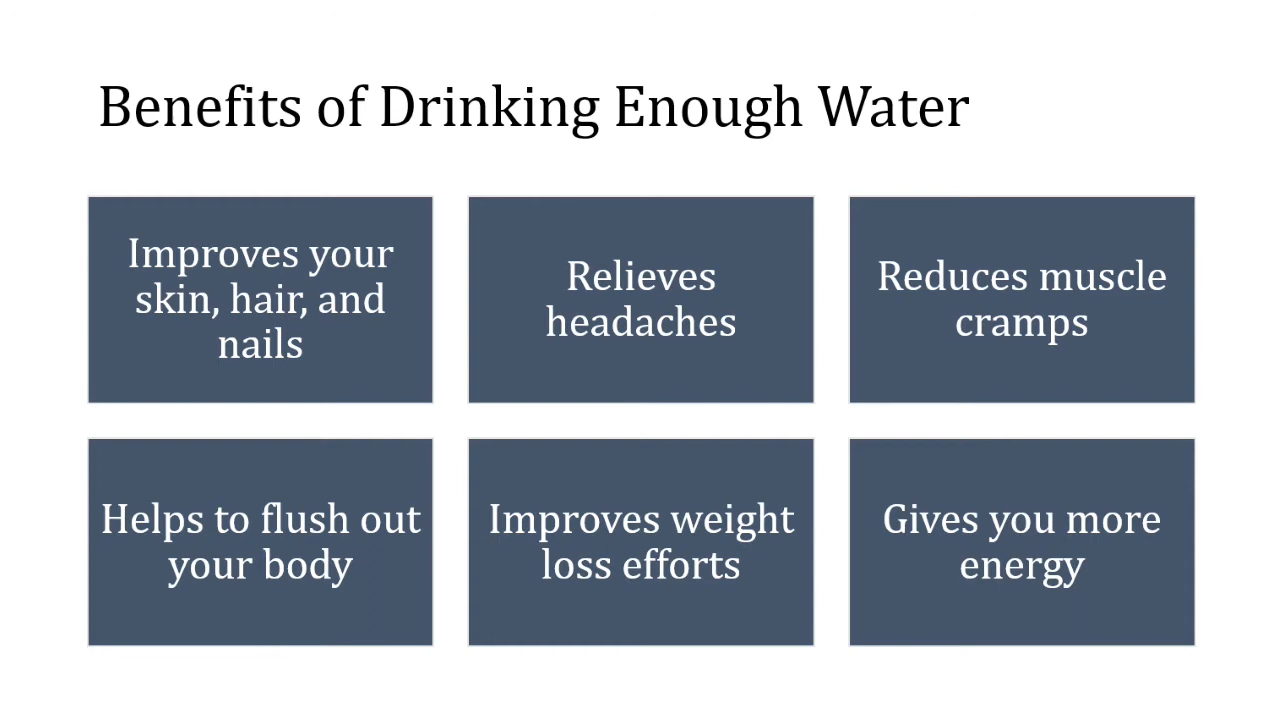 Benefits of Drinking Enough Water
Improves your
skin, hair, and
nails
Relieves
headaches
Reduces muscle
cramps
Helps to flush out
your body
Improves weight
loss efforts
Gives you more
energy